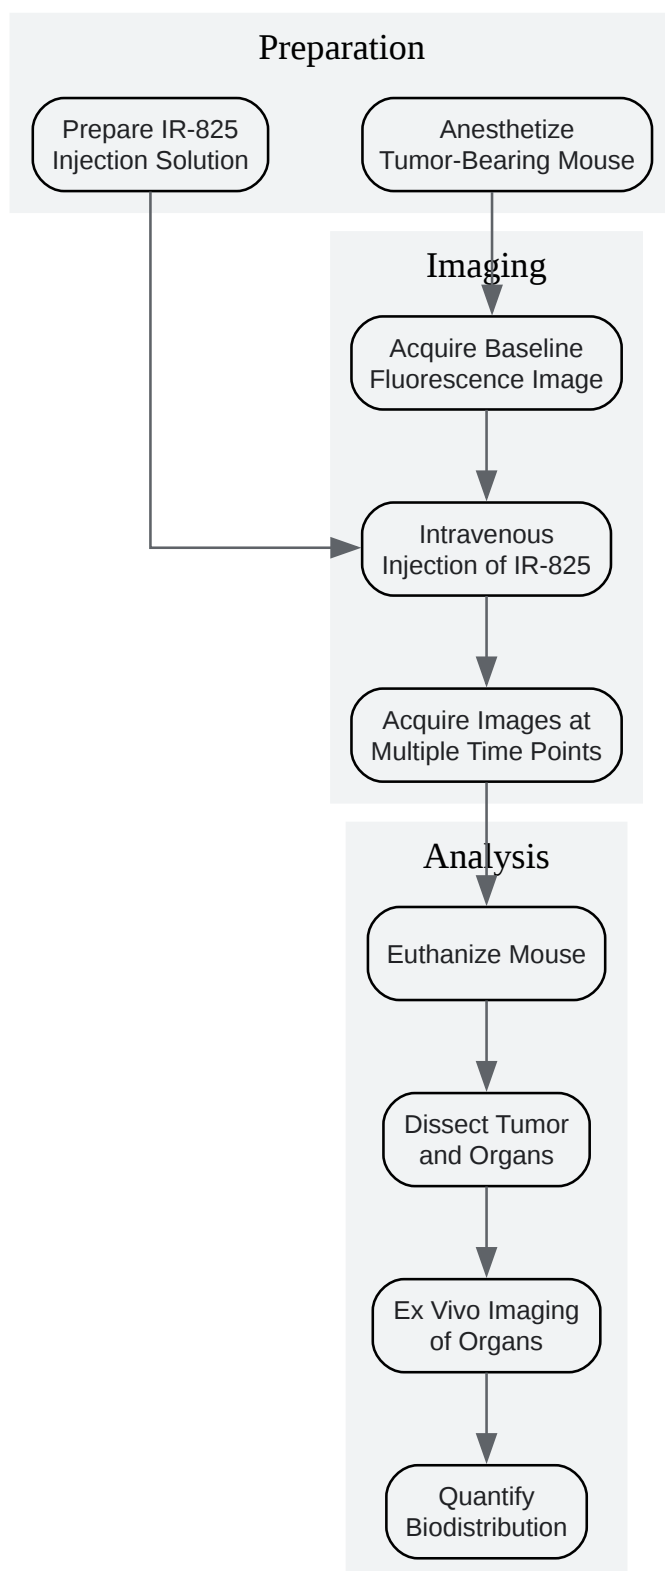 Preparation
Prepare IR-825
Injection Solution
Anesthetize
Tumor-Bearing Mouse
Imaging
Acquire Baseline
Fluorescence Image
Intravenous
Injection of IR-825
Acquire Images at
Multiple Time Points
Analysis
Euthanize Mouse
Dissect Tumor
and Organs
Ex Vivo Imaging
of Organs
Quantify
Biodistribution